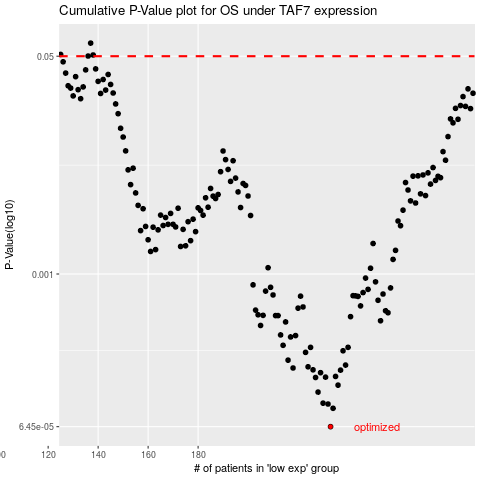 Cumulative P-Value plot for OS under TAF7 expression
0.05
0.001
6.45e-05
optimized
P-Value(log10)
00 120 140 160 180
# of patients in 'low exp' group